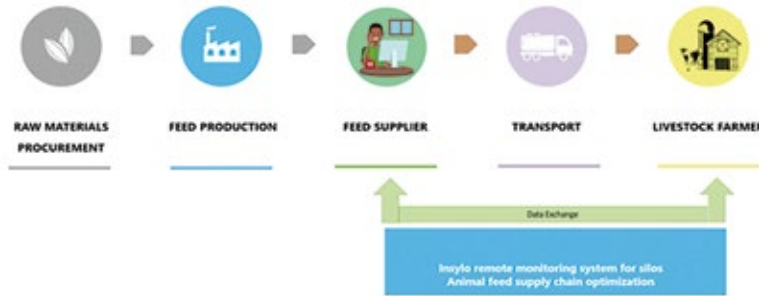 RAW MATERIALS
PROCUREMENT
FEED PRODUCTION
FEED SUPPLIER
TRANSPORT
LIVESTOCK FARMER
Data Exchange
Insylo remote monitoring system for silos
Animal feed supply chain optimization